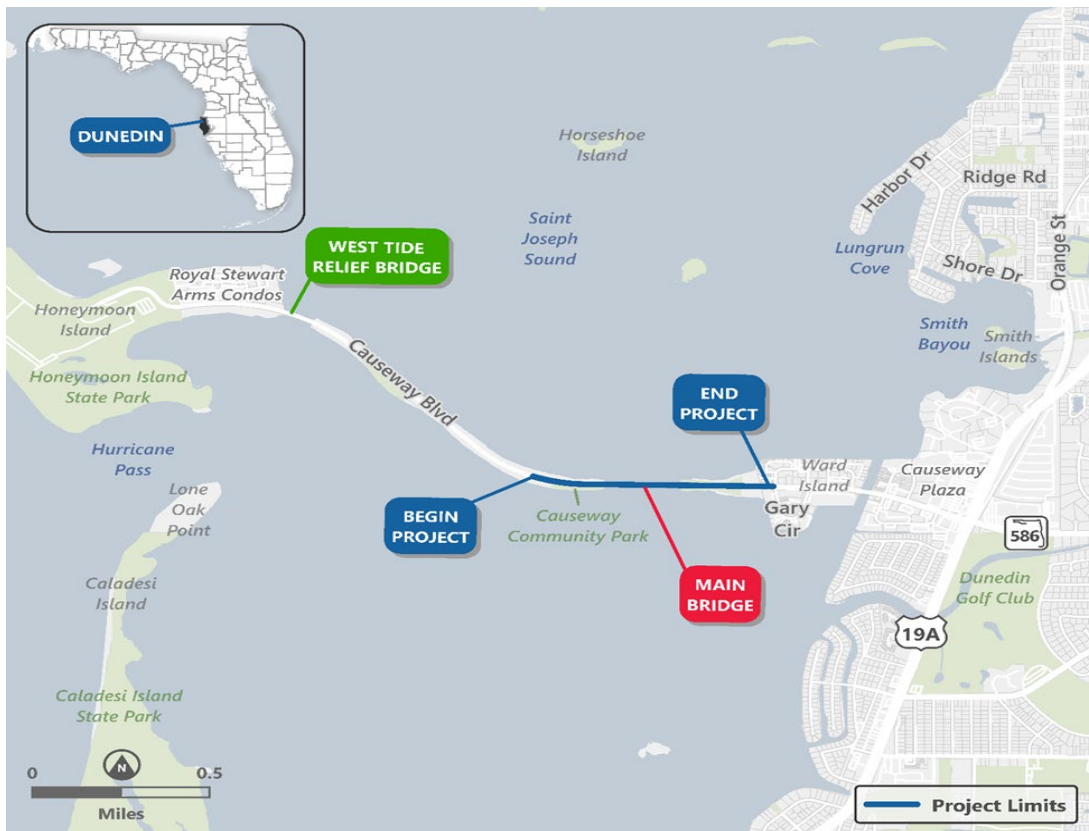 DUNEDIN
Horseshoe
Island
Harbor Dr
Ridge Rd
Saint
Joseph
Sound
Lungrun
Cove
Shore Dr
Orange St
WEST TIDE
RELIEF BRIDGE
Royal Stewart
Arms Condos
Honeymoon
Island
Smith
Bayou
Smith
Islands
Honeymoon Island
State Park
Causeway Blvd
END
PROJECT
Hurricane
Pass
Lone
Oak
Point
Ward
Island
Causeway
Plaza
BEGIN
PROJECT
Causeway
Community Park
Gary
Cir
586
MAIN
BRIDGE
Caladesi
Island
Dunedin
Golf Club
19A
Caladesi Island
State Park
N
0
0.5
Miles
Project Limits